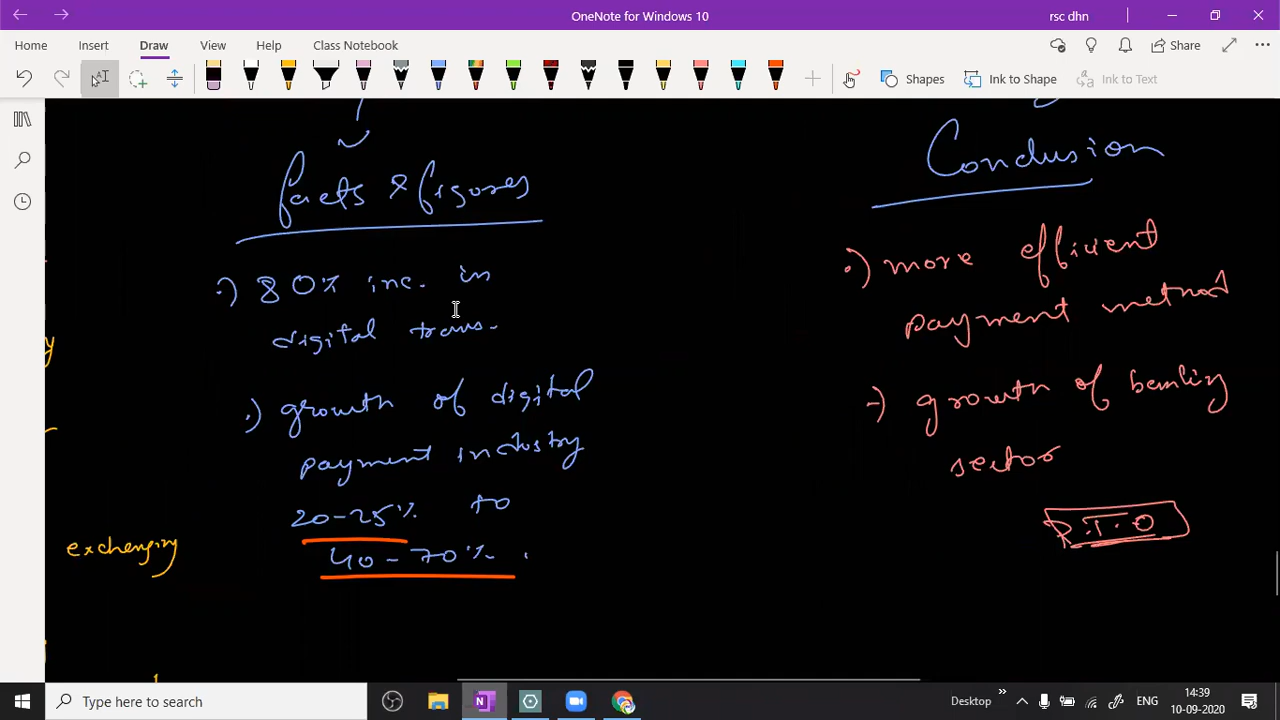 OneNote for Windows 10
rsc dhn
Home Insert Draw View Help Class Notebook
Share
Shapes
Ink to Shape
Ink to Text
facts & figores
Conclusion
80% inc. in
digital trans.
growth of digital
payment industry
20-25% to
40-70%.
more efficient
payment method
growth of banking
sector
P.T.O
exchanging
Type here to search
Desktop
ENG
14:39
10-09-2020